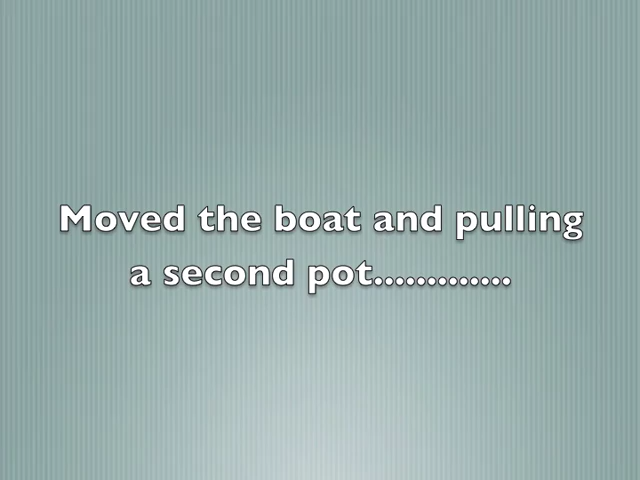 Moved the boat and pulling
a second pot.............